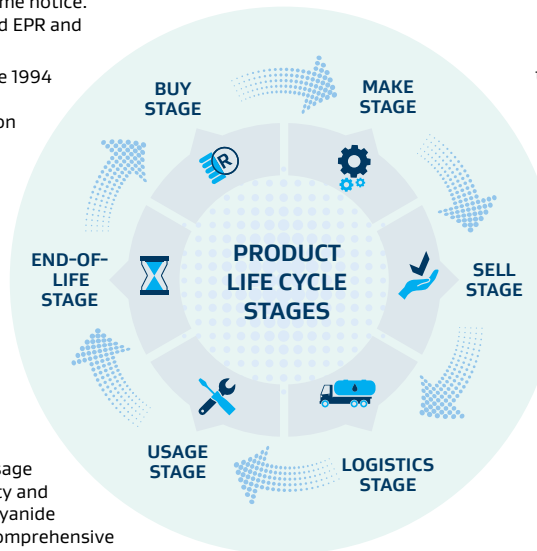 me notice.
d EPR and
e 1994
on
BUY
STAGE
MAKE
STAGE
R
END-OF-
LIFE
STAGE
PRODUCT
LIFE CYCLE
STAGES
SELL
STAGE
USAGE
STAGE
LOGISTICS
STAGE
sage
ty and
yanide
omprehensive